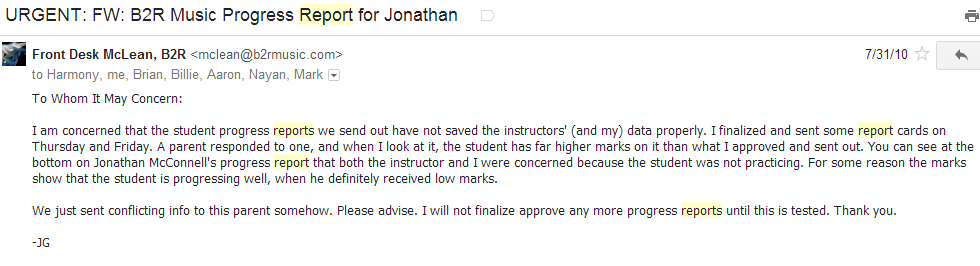 URGENT: FW: B2R Music Progress Report for Jonathan
Front Desk McLean, B2R <mclean@b2rmusic.com>
7/31/10
to Harmony, me, Brian, Billie, Aaron, Nayan, Mark
To Whom It May Concern:
I am concerned that the student progress reports we send out have not saved the instructors' (and my) data properly. I finalized and sent some report cards on
Thursday and Friday. A parent responded to one, and when I look at it, the student has far higher marks on it than what I approved and sent out. You can see at the
bottom on Jonathan McConnell's progress report that both the instructor and I were concerned because the student was not practicing. For some reason the marks
show that the student is progressing well, when he definitely received low marks.
We just sent conflicting info to this parent somehow. Please advise. I will not finalize approve any more progress reports until this is tested. Thank you.
-JG